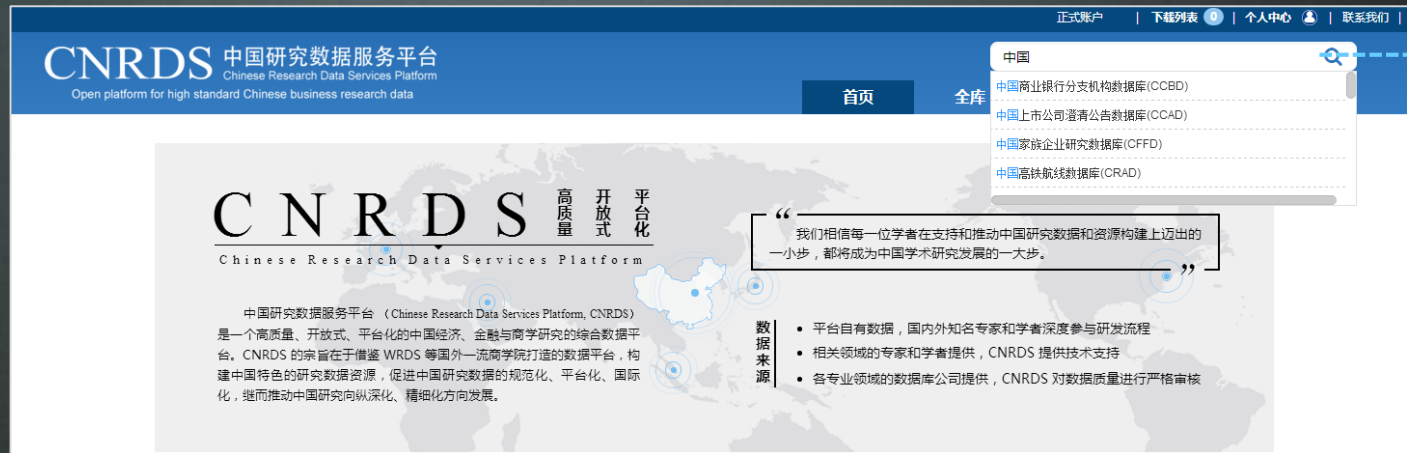 正式账户 | 下载列表 0 | 个人中心 | 联系我们 |
CNRDS 中国研究数据服务平台
Chinese Research Data Services Platform
Open platform for high standard Chinese business research data
中国
首页 全库
中国商业银行分支机构数据库(CCBD)
中国上市公司澄清公告数据库(CCAD)
中国家族企业研究数据库(CFFD)
中国高铁航线数据库(CRAD)
CNRDS
高质量 开放式 平台化
Chinese Research Data Services Platform
“
我们相信每一位学者在支持和推动中国研究数据和资源构建上迈出的
一小步，都将成为中国学术研究发展的一大步。
”
中国研究数据服务平台 （Chinese Research Data Services Platform, CNRDS）
是一个高质量、开放式、平台化的中国经济、金融与商学研究的综合数据平
台。CNRDS 的宗旨在于借鉴 WRDS 等国外一流商学院打造的数据平台，构
建中国特色的研究数据资源，促进中国研究数据的规范化、平台化、国际
化，继而推动中国研究向纵深化、精细化方向发展。
数据来源
• 平台自有数据，国内外知名专家和学者深度参与研发流程
• 相关领域的专家和学者提供，CNRDS 提供技术支持
• 各专业领域的数据库公司提供，CNRDS 对数据质量进行严格审核